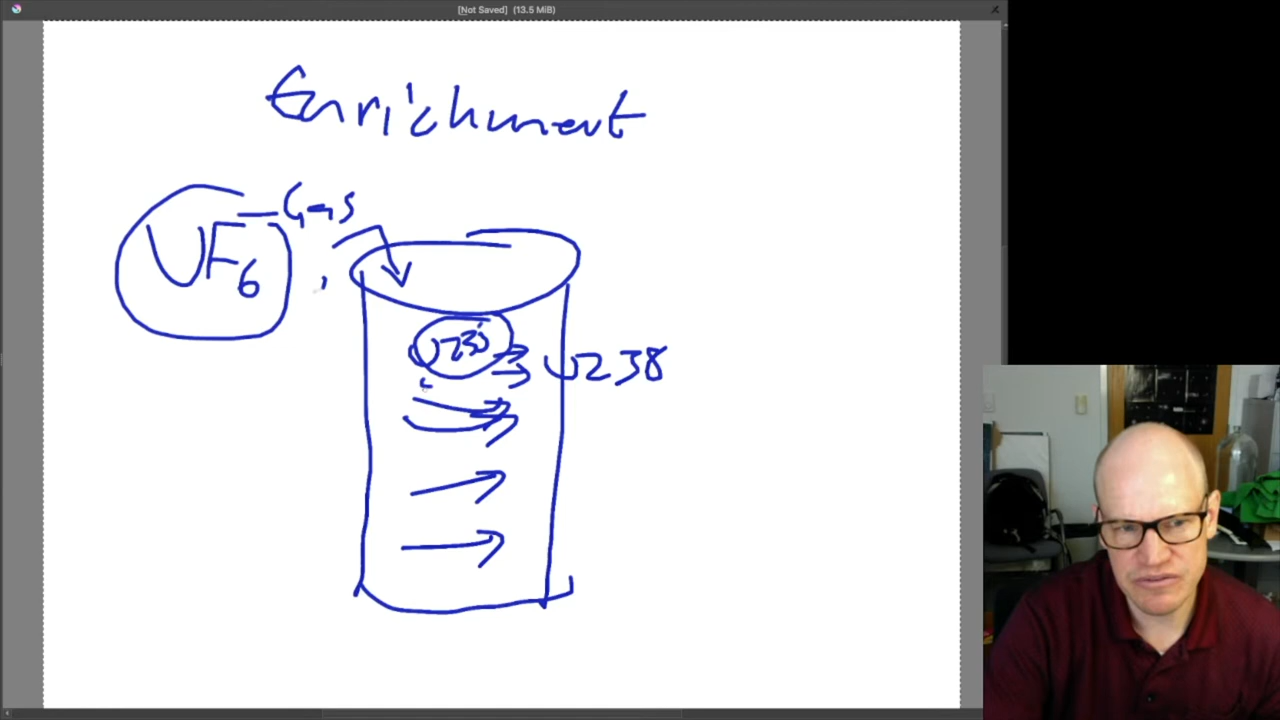 [Not Saved] (13.5 MiB)
Enrichment
UF6
Gas
U235
U238